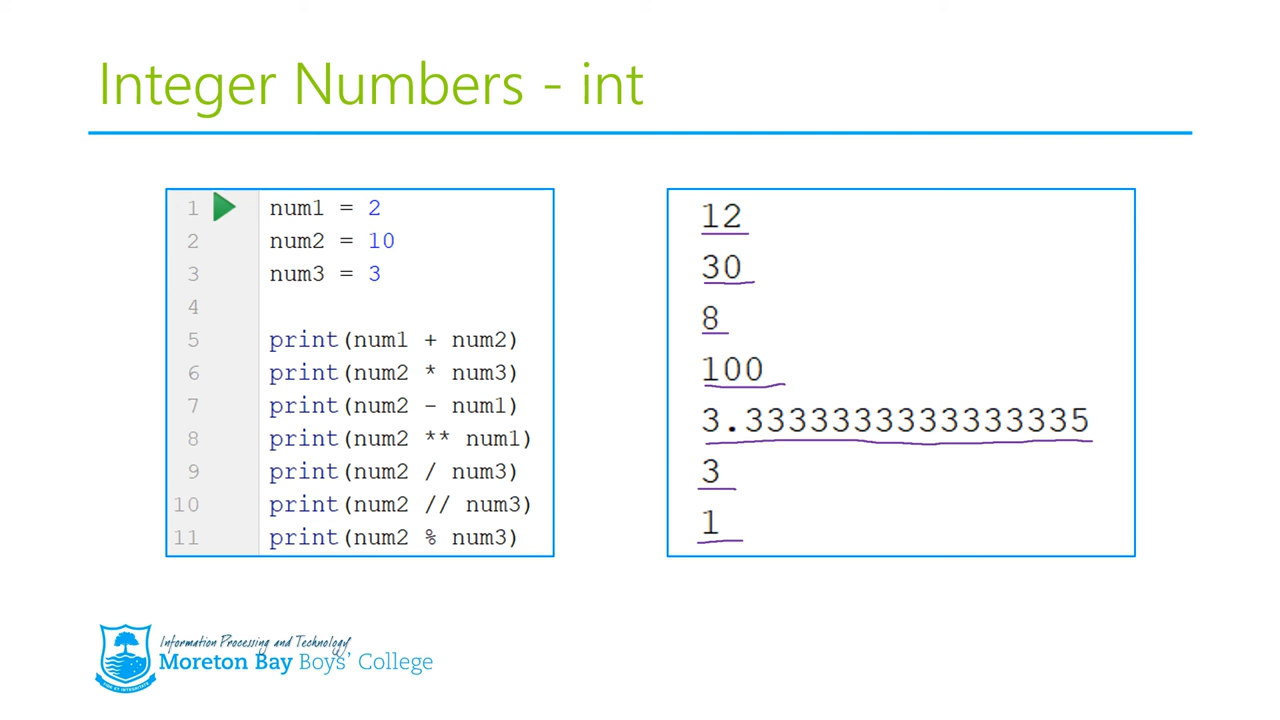 Integer Numbers - int
1 num1 = 2
2 num2 = 10
3 num3 = 3
4
5 print(num1 + num2)
6 print(num2 * num3)
7 print(num2 - num1)
8 print(num2 ** num1)
9 print(num2 / num3)
10 print(num2 // num3)
11 print(num2 % num3)
12
30
8
100
3.3333333333333335
3
1
Information Processing and Technology
Moreton Bay Boys' College